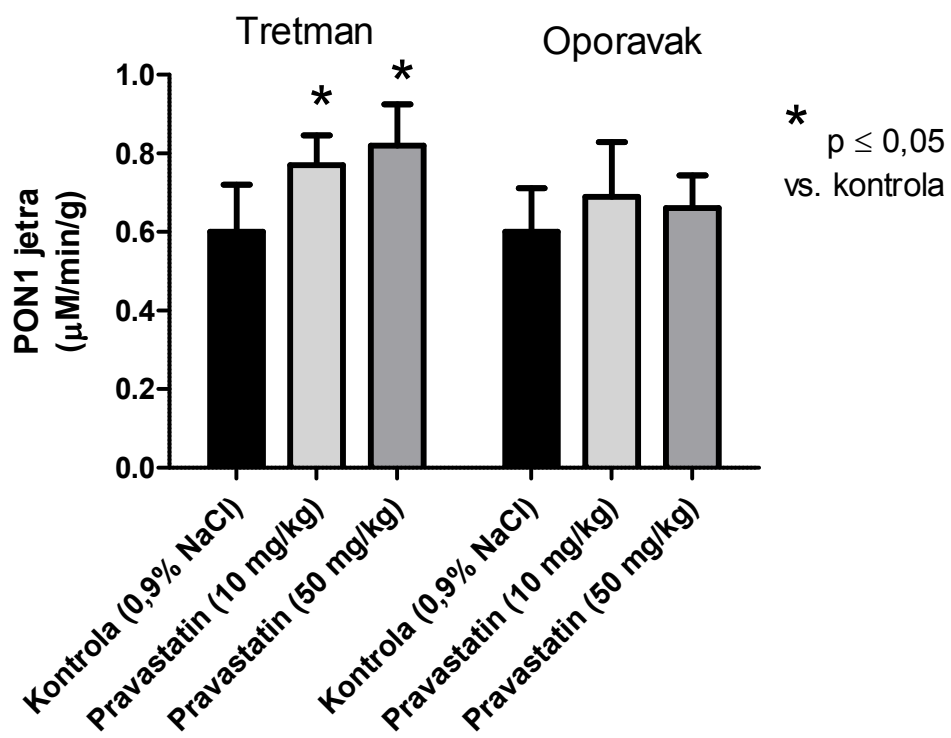 Tretman
Oporavak
*
*
*
p ≤ 0,05
vs. kontrola
PON1 jetra
(μM/min/g)
1.0
0.8
0.6
0.4
0.2
0.0
Kontrola (0,9% NaCl)
Pravastatin (10 mg/kg)
Pravastatin (50 mg/kg)
Kontrola (0,9% NaCl)
Pravastatin (10 mg/kg)
Pravastatin (50 mg/kg)